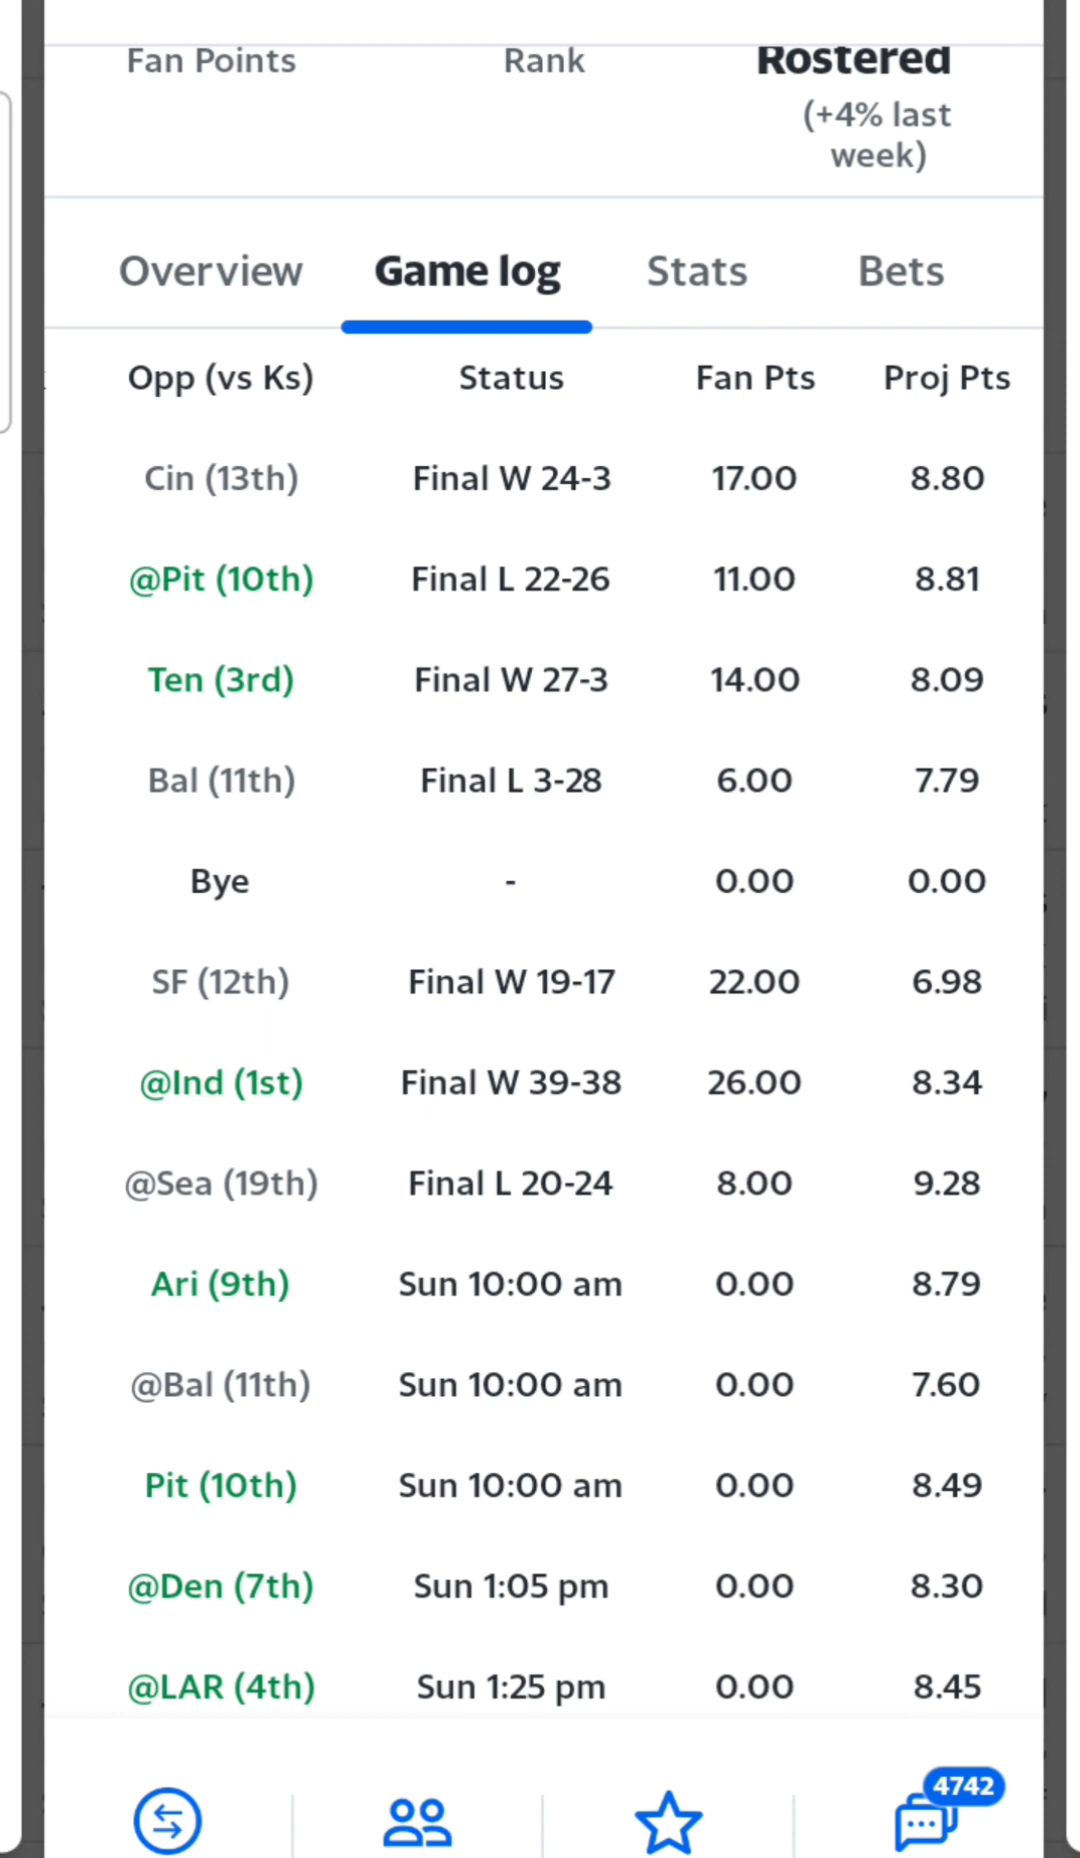 Fan Points Rank Rostered
(+4% last
week)
Overview Game log Stats Bets
Opp (vs Ks) Status Fan Pts Proj Pts
Cin (13th) Final W 24-3 17.00 8.80
@Pit (10th) Final L 22-26 11.00 8.81
Ten (3rd) Final W 27-3 14.00 8.09
Bal (11th) Final L 3-28 6.00 7.79
Bye - 0.00 0.00
SF (12th) Final W 19-17 22.00 6.98
@Ind (1st) Final W 39-38 26.00 8.34
@Sea (19th) Final L 20-24 8.00 9.28
Ari (9th) Sun 10:00 am 0.00 8.79
@Bal (11th) Sun 10:00 am 0.00 7.60
Pit (10th) Sun 10:00 am 0.00 8.49
@Den (7th) Sun 1:05 pm 0.00 8.30
@LAR (4th) Sun 1:25 pm 0.00 8.45
4742